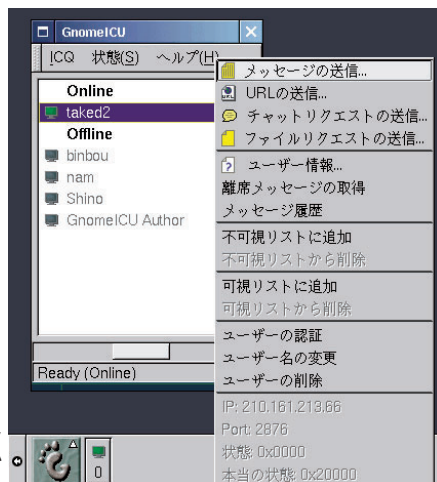 GnomeICU
ICQ 状態(S) ヘルプ(H)
Online
taked2
Offline
binbou
nam
Shino
GnomeICU Author
Ready (Online)
メッセージの送信...
URLの送信...
チャットリクエストの送信...
ファイルリクエストの送信...
ユーザー情報...
離席メッセージの取得
メッセージ履歴
不可視リストに追加
不可視リストから削除
可視リストに追加
可視リストから削除
ユーザーの認証
ユーザー名の変更
ユーザーの削除
IP: 210.161.213.66
Port: 2876
状態: 0x0000
本当の状態: 0x20000
0